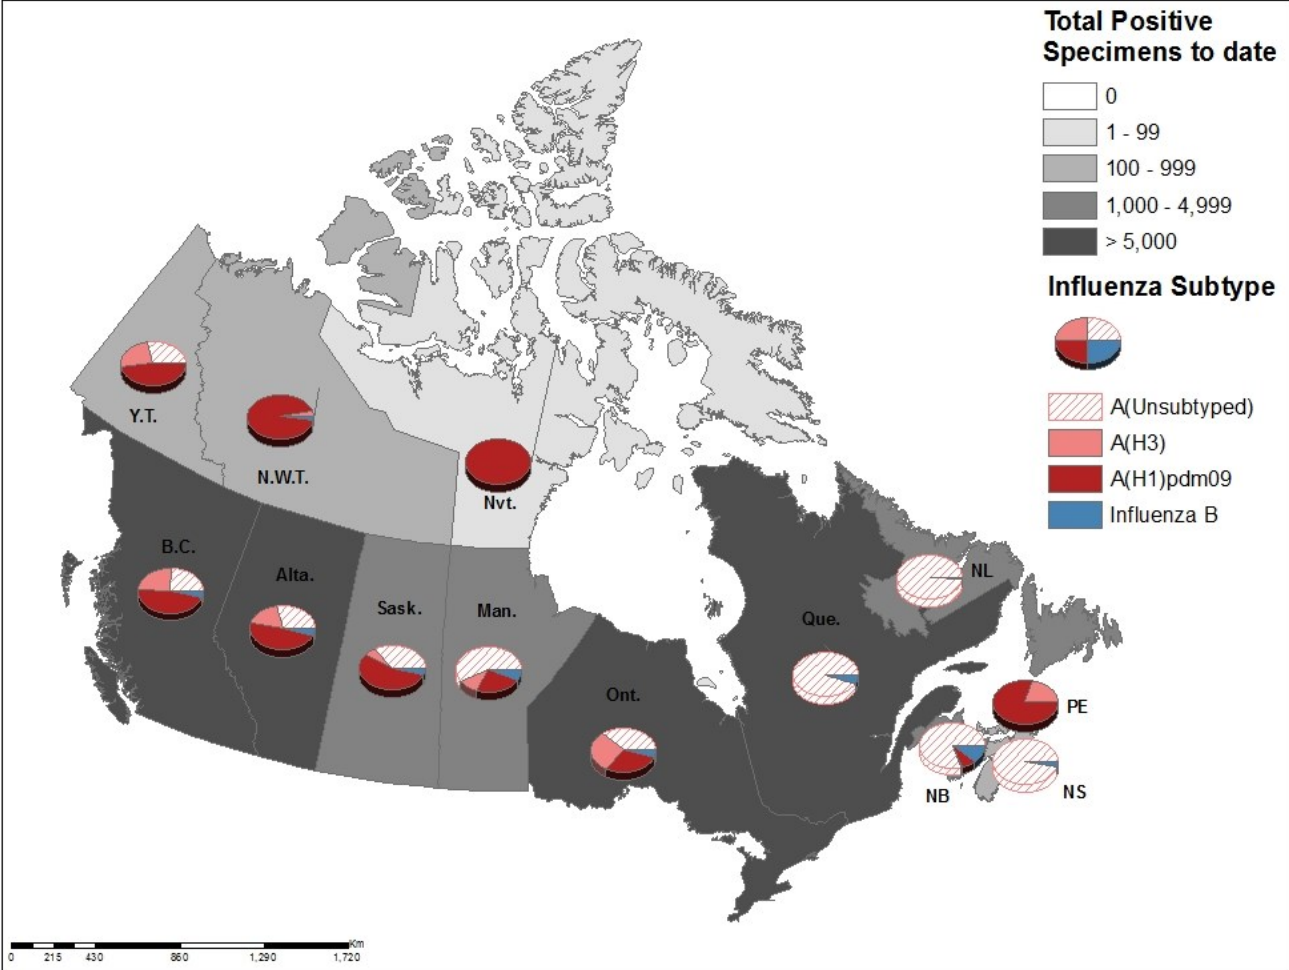 Total Positive
Specimens to date
0
1 - 99
100 - 999
1,000 - 4,999
> 5,000
Influenza Subtype
A(Unsubtyped)
A(H3)
A(H1)pdm09
Influenza B
Y.T.
N.W.T.
Nvt.
B.C.
Alta.
Sask.
Man.
Ont.
Que.
NL
PE
NB
NS
Km
0 215 430 860 1,290 1,720